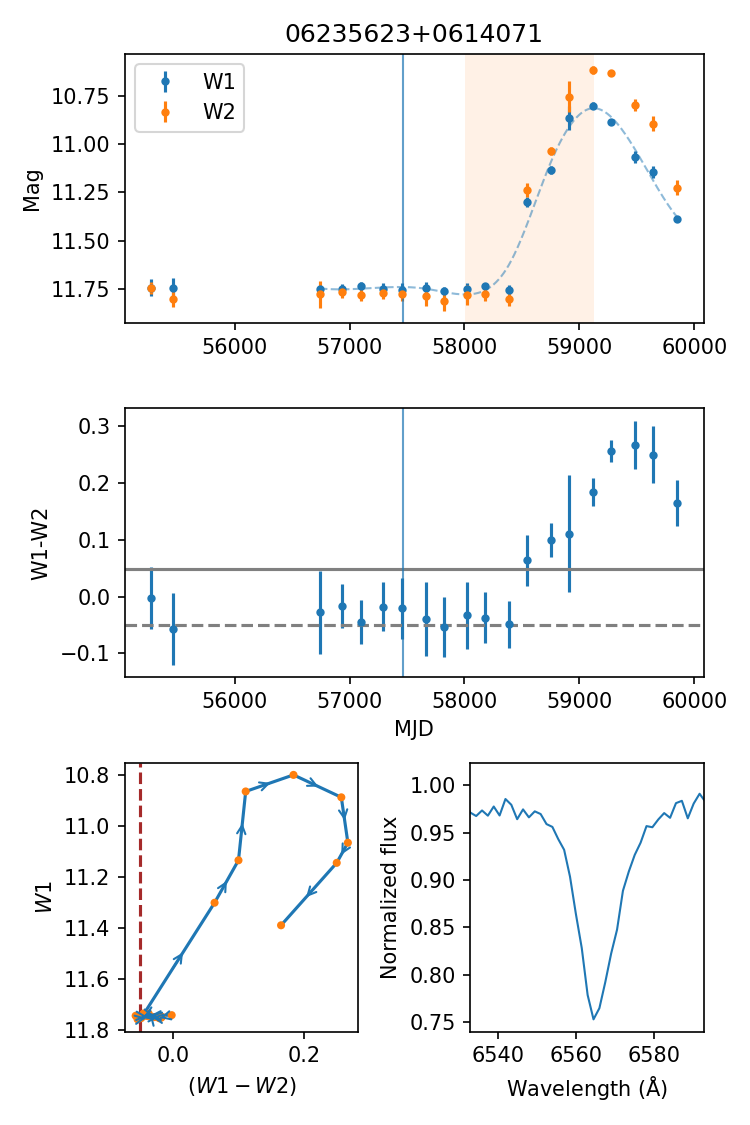 06235623+0614071
W1
W2
Mag
10.75
11.00
11.25
11.50
11.75
56000 57000 58000 59000 60000
W1-W2
0.3
0.2
0.1
0.0
−0.1
56000 57000 58000 59000 60000
MJD
W1
10.8
11.0
11.2
11.4
11.6
11.8
0.0 0.2
(W1 − W2)
Normalized flux
1.00
0.95
0.90
0.85
0.80
0.75
6540 6560 6580
Wavelength (Å)